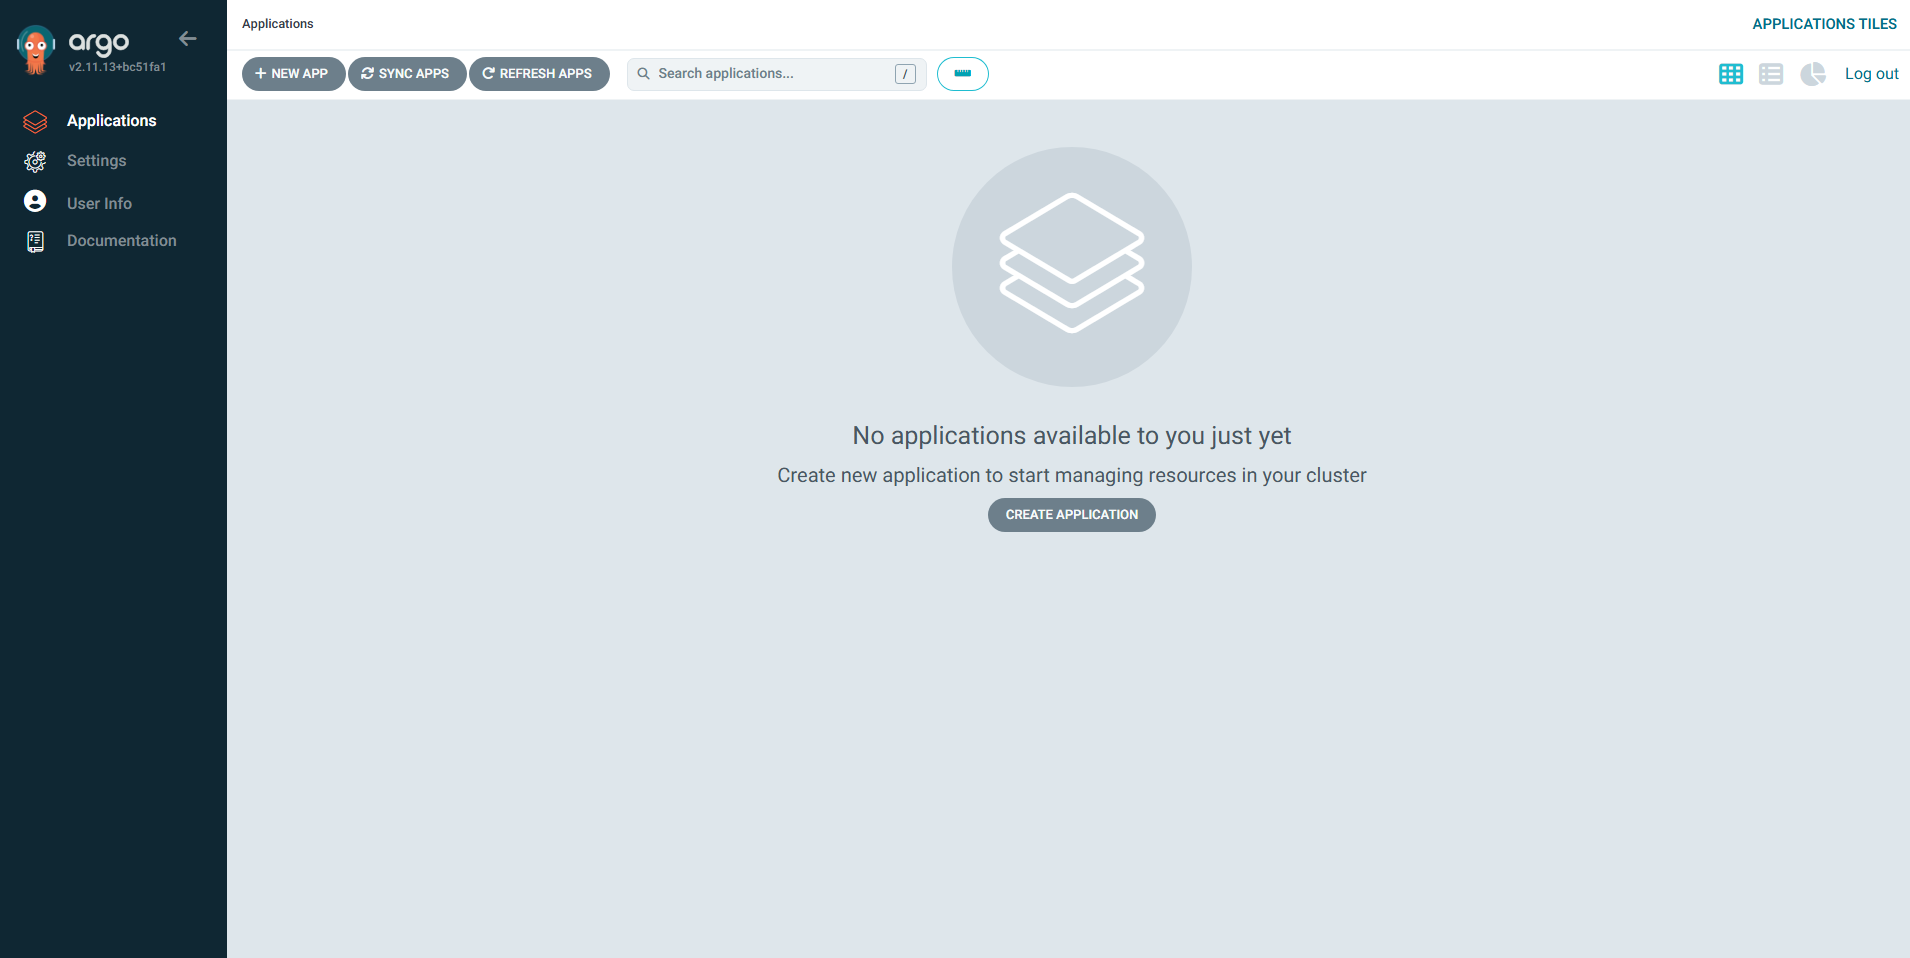 argo
v2.11.13+bc51fa1
Applications
Settings
User Info
Documentation
Applications
APPLICATIONS TILES
NEW APP
SYNC APPS
REFRESH APPS
Search applications...
/
Log out
No applications available to you just yet
Create new application to start managing resources in your cluster
CREATE APPLICATION